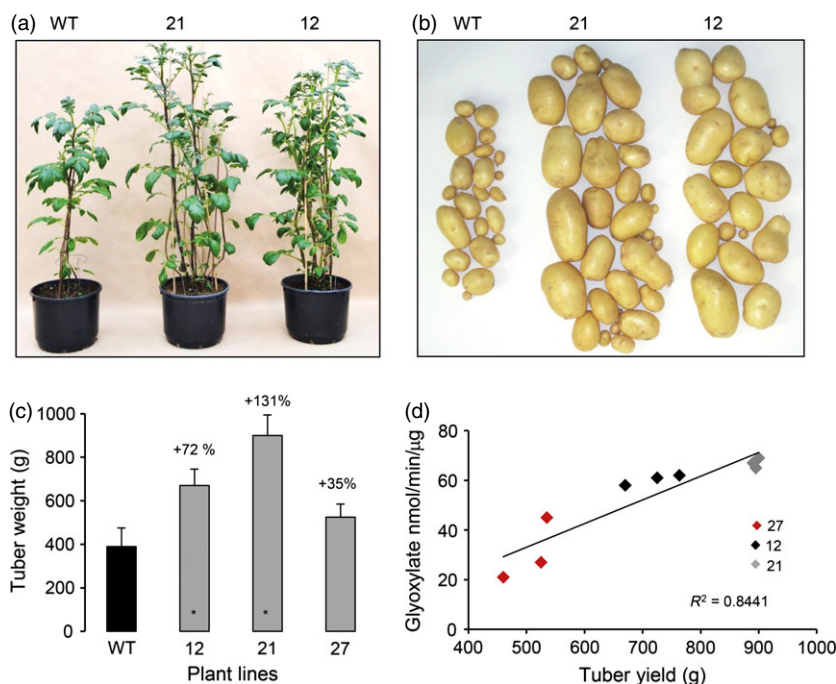 (a) WT 21 12
(b) WT 21 12
(c)
Tuber weight (g)
1000
800
600
400
200
0
+72 %
+131%
+35%
* *
WT 12 21 27
Plant lines
(d)
Glyoxylate nmol/min/µg
80
60
40
20
0
27
12
21
R² = 0.8441
400 500 600 700 800 900 1000
Tuber yield (g)